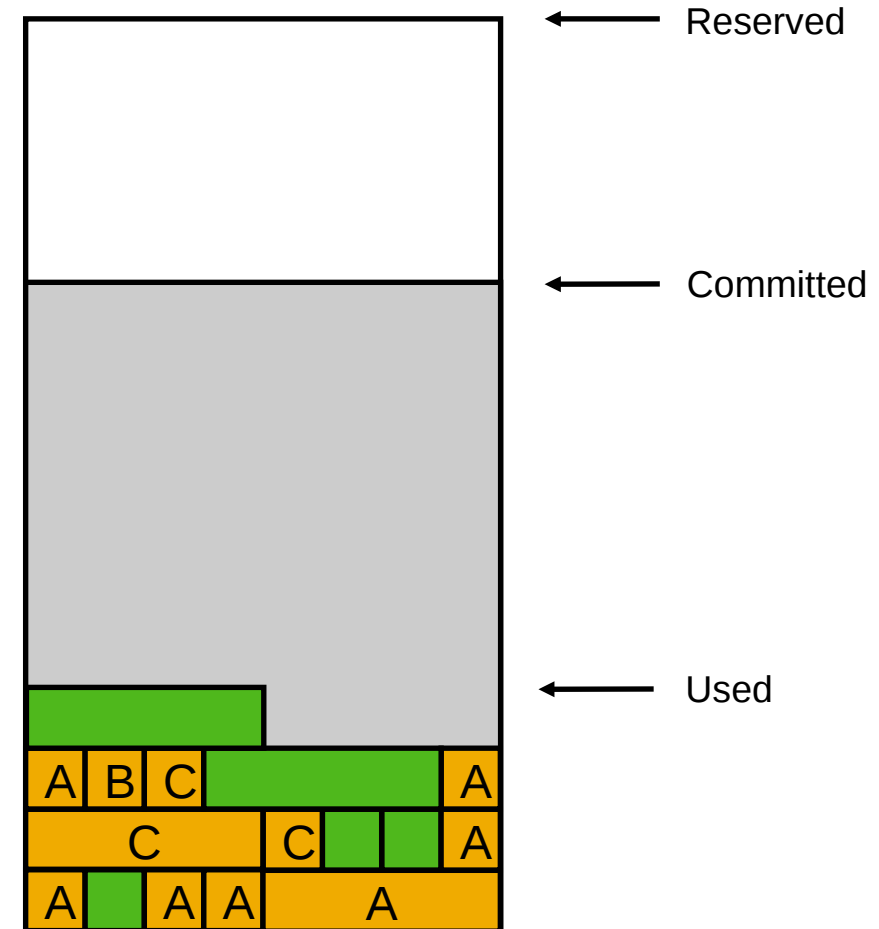 Reserved
Committed
Used
A B C A
C C A
A A A A